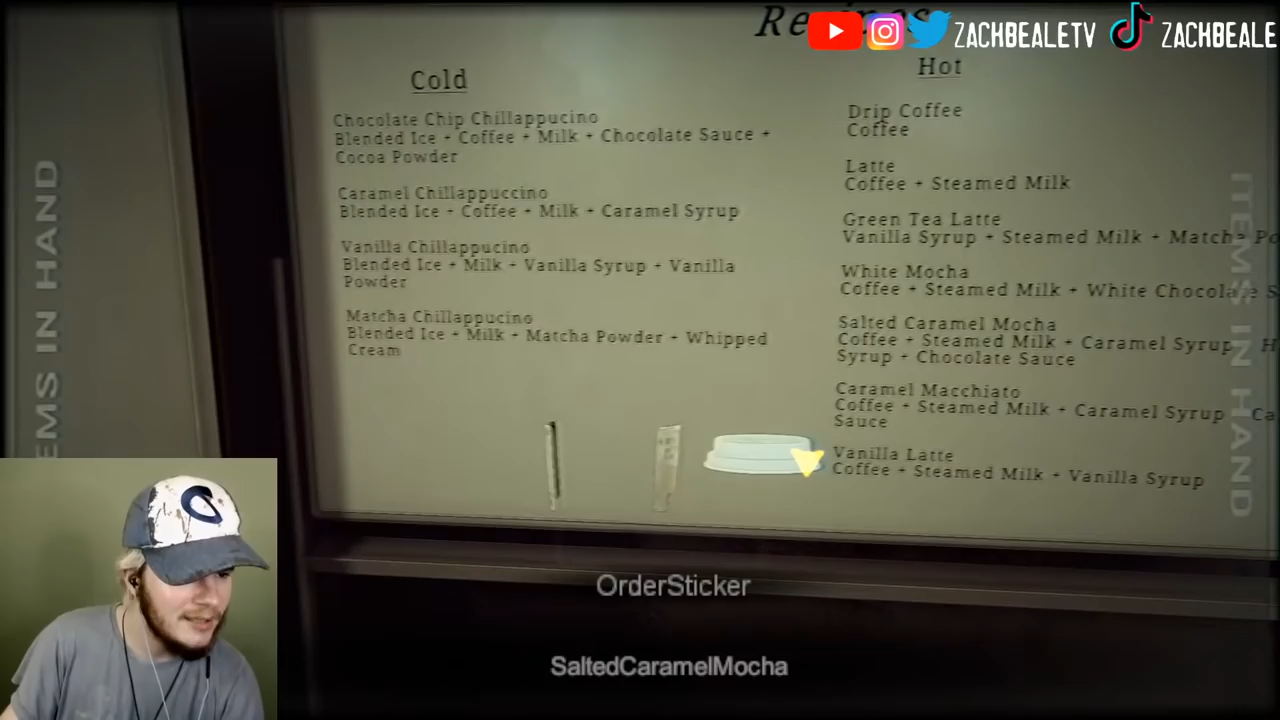 ZACHBEALETV
ZACHBEALE
Cold
Chocolate Chip Chillappucino
Blended Ice + Coffee + Milk + Chocolate Sauce +
Cocoa Powder
Caramel Chillappuccino
Blended Ice + Coffee + Milk + Caramel Syrup
Vanilla Chillappucino
Blended Ice + Milk + Vanilla Syrup + Vanilla
Powder
Matcha Chillappucino
Blended Ice + Milk + Matcha Powder + Whipped
Cream
Hot
Drip Coffee
Coffee
Latte
Coffee + Steamed Milk
Green Tea Latte
Vanilla Syrup + Steamed Milk + Matcha
White Mocha
Coffee + Steamed Milk + White Chocolate
Salted Caramel Mocha
Coffee + Steamed Milk + Caramel Syrup
Syrup + Chocolate Sauce
Caramel Macchiato
Coffee + Steamed Milk + Caramel Syrup
Sauce
Vanilla Latte
Coffee + Steamed Milk + Vanilla Syrup
ITEMS IN HAND
OrderSticker
SaltedCaramelMocha